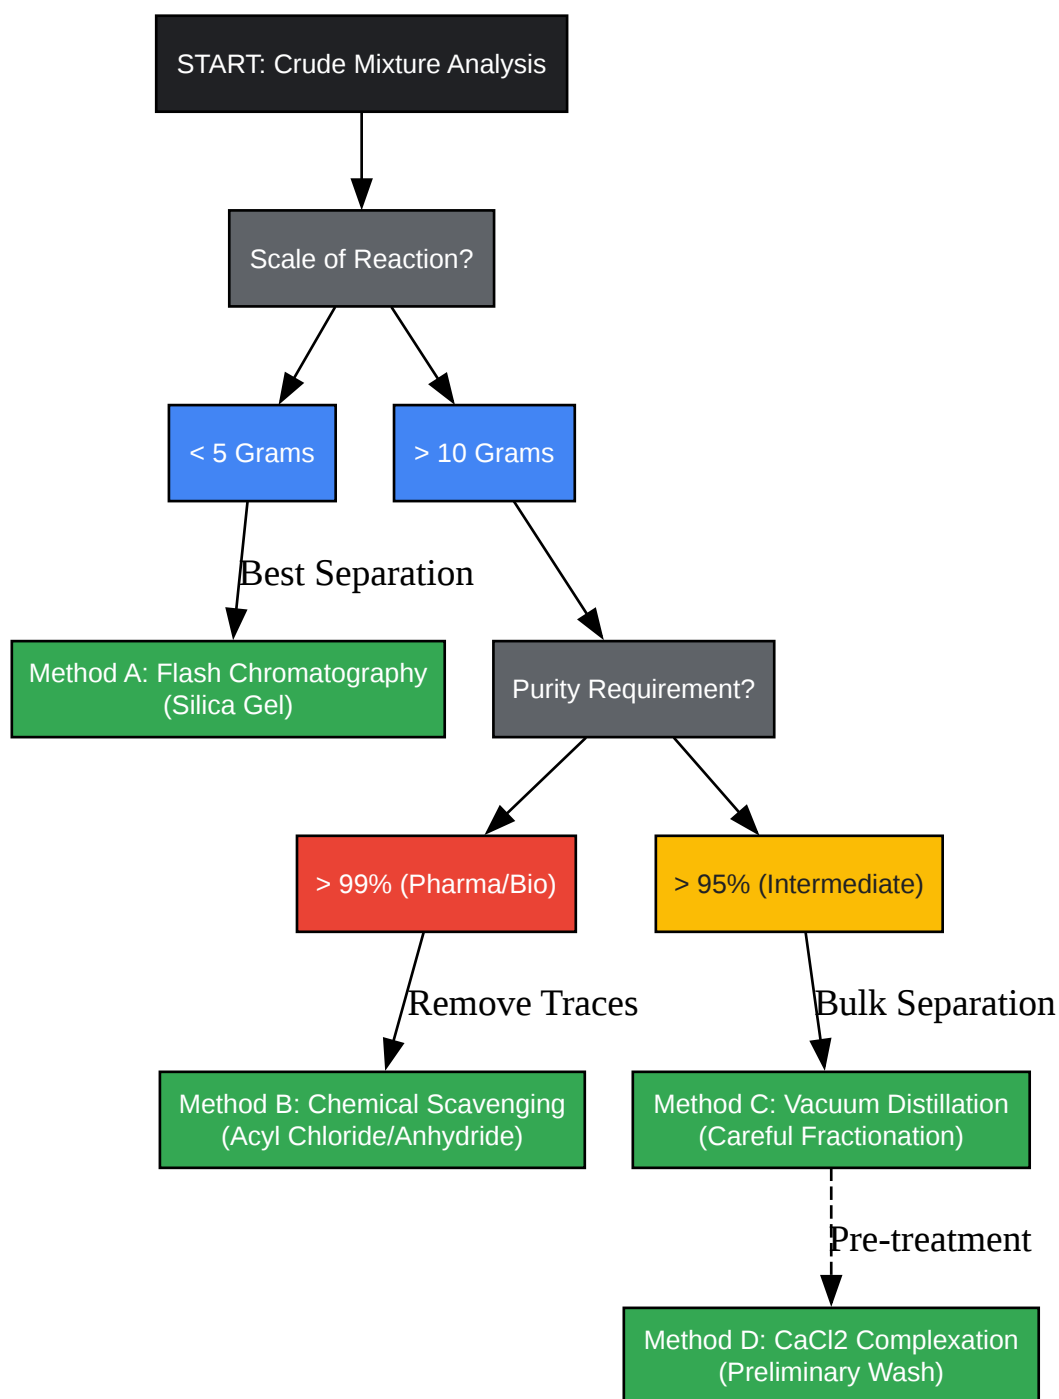 START: Crude Mixture Analysis
Scale of Reaction?
< 5 Grams
> 10 Grams
Best Separation
Method A: Flash Chromatography
(Silica Gel)
Purity Requirement?
> 99% (Pharma/Bio)
> 95% (Intermediate)
Remove Traces
Bulk Separation
Method B: Chemical Scavenging
(Acyl Chloride/Anhydride)
Method C: Vacuum Distillation
(Careful Fractionation)
Pre-treatment
Method D: CaCl2 Complexation
(Preliminary Wash)